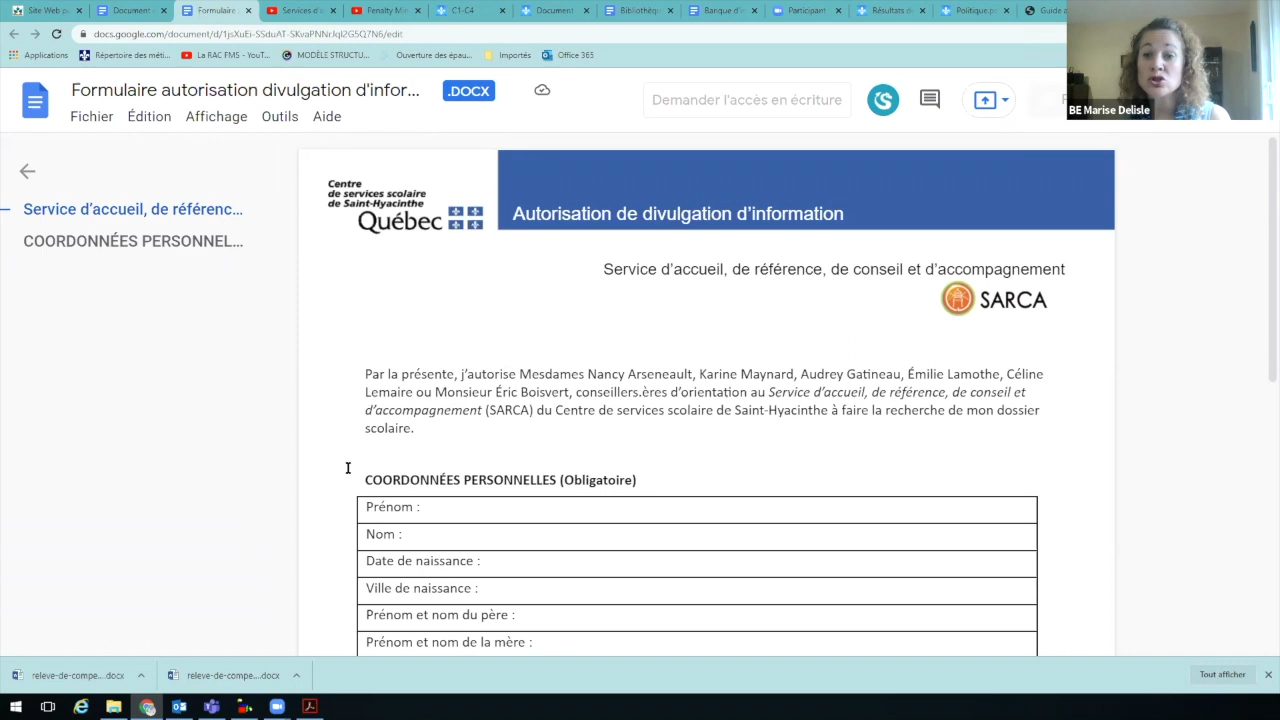 Site Web p
Document
Formulaire
Services d'a
Penalty Mi
C1-C4
Document
Bibliothèqu
Banque d'in
Participant
Résultats d
Politique.p
Guide a
docs.google.com/document/d/1jsXuEi-SSduAT-SKvaPNNrJqI2G5Q7N6/edit
Applications
Répertoire des méti...
La RAC FMS - YouT...
MODÈLE STRUCTU...
Ouverture des épau...
Importés
Office 365
Formulaire autorisation divulgation d'infor...
.DOCX
Demander l'accès en écriture
BE Marise Delisle
Fichier Édition Affichage Outils Aide
Service d'accueil, de référenc...
COORDONNÉES PERSONNEL...
Centre
de services scolaire
de Saint-Hyacinthe
Québec
Autorisation de divulgation d'information
Service d'accueil, de référence, de conseil et d'accompagnement
SARCA
Par la présente, j'autorise Mesdames Nancy Arseneault, Karine Maynard, Audrey Gatineau, Émilie Lamothe, Céline
Lemaire ou Monsieur Éric Boisvert, conseillers.ères d'orientation au Service d'accueil, de référence, de conseil et
d'accompagnement (SARCA) du Centre de services scolaire de Saint-Hyacinthe à faire la recherche de mon dossier
scolaire.
COORDONNÉES PERSONNELLES (Obligatoire)
Prénom :
Nom :
Date de naissance :
Ville de naissance :
Prénom et nom du père :
Prénom et nom de la mère :
releve-de-compe....docx
releve-de-compe....docx
Tout afficher